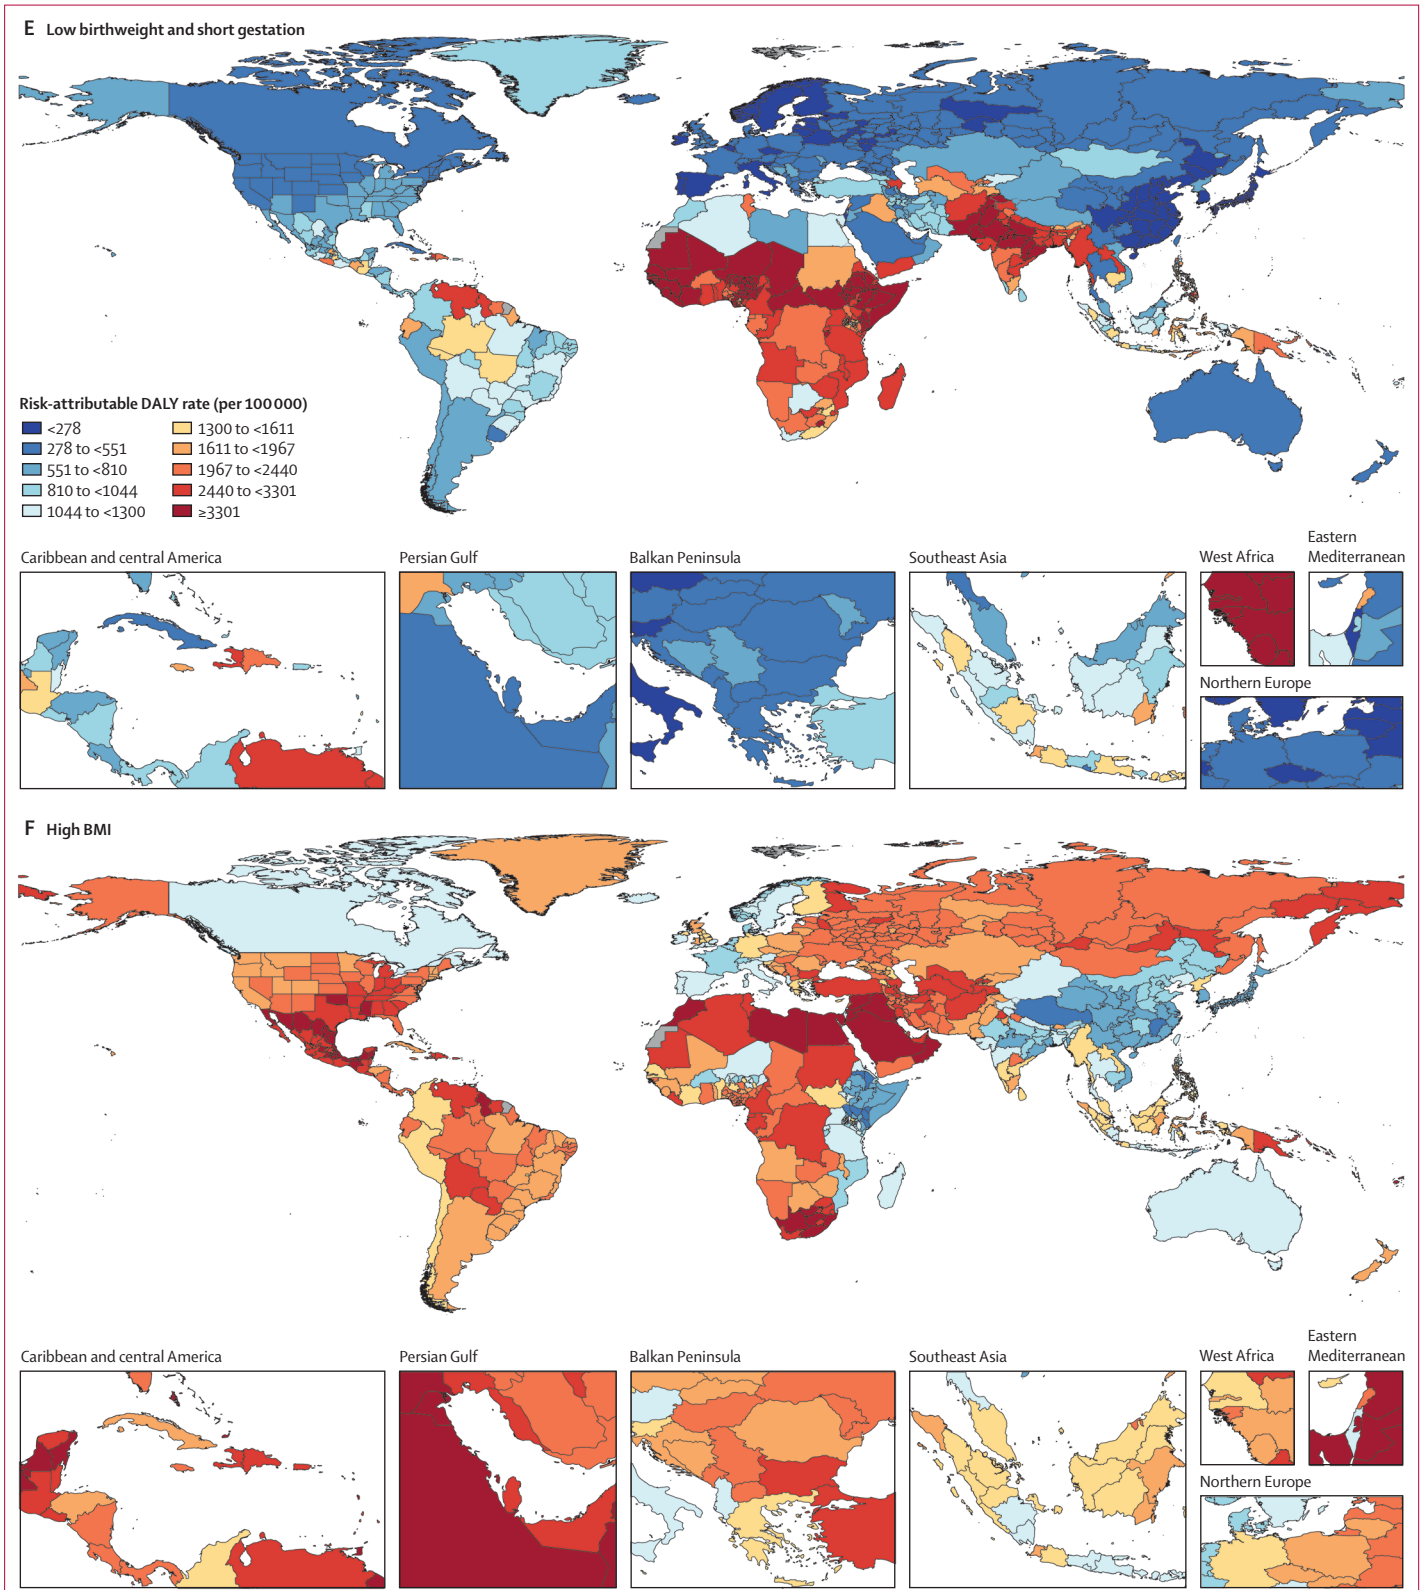 E Low birthweight and short gestation
Risk-attributable DALY rate (per 100 000)
<278
278 to <551
551 to <810
810 to <1044
1044 to <1300
1300 to <1611
1611 to <1967
1967 to <2440
2440 to <3301
≥3301
Caribbean and central America
Persian Gulf
Balkan Peninsula
Southeast Asia
West Africa
Eastern
Mediterranean
Northern Europe
F High BMI
Caribbean and central America
Persian Gulf
Balkan Peninsula
Southeast Asia
West Africa
Eastern
Mediterranean
Northern Europe